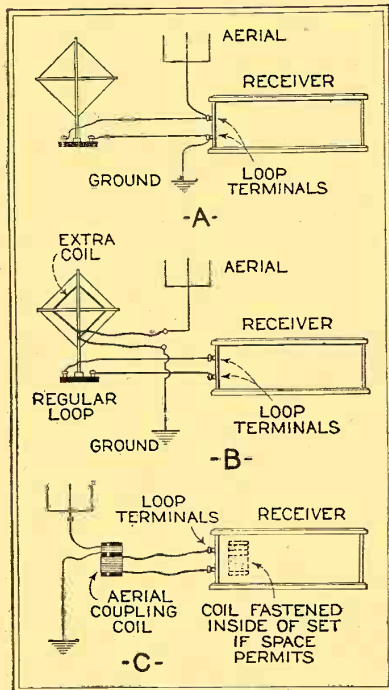 AERIAL
RECEIVER
LOOP
TERMINALS
GROUND
-A-
EXTRA
COIL
AERIAL
RECEIVER
REGULAR
LOOP
LOOP
TERMINALS
GROUND
-B-
LOOP
TERMINALS
RECEIVER
AERIAL
COUPLING
COIL
COIL FASTENED
INSIDE OF SET
IF SPACE
PERMITS
-C-